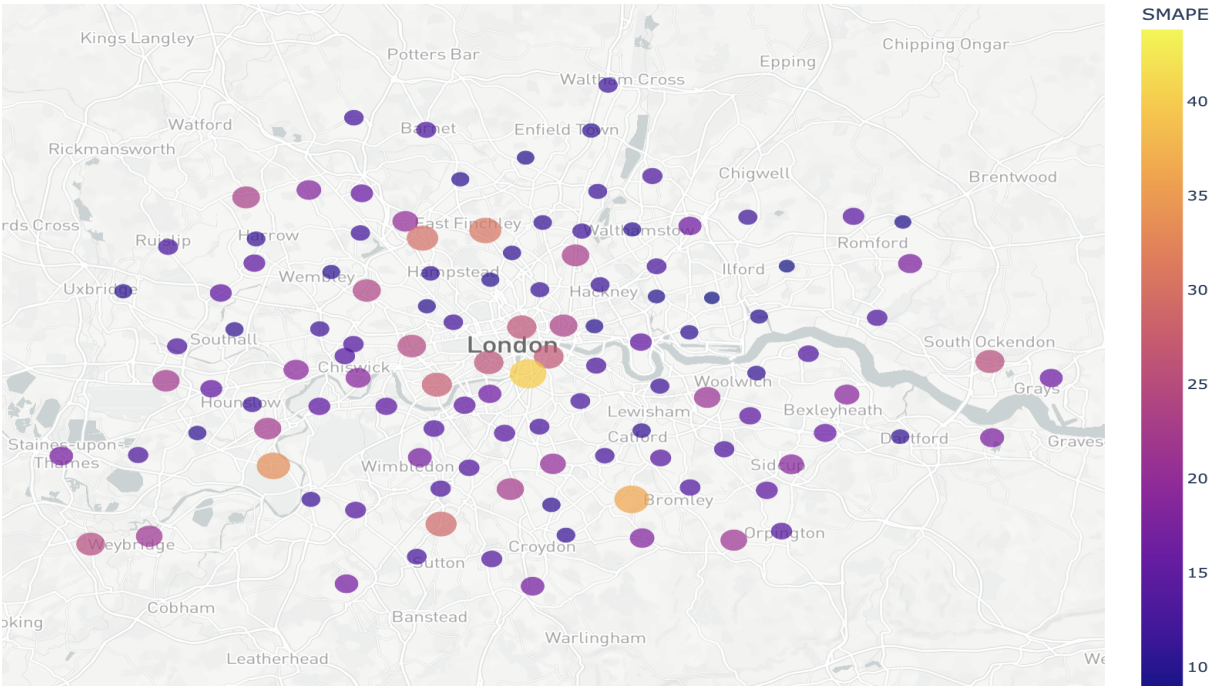 SMAPE
Kings Langley
Potters Bar
Chipping Ongar
Epping
Waltham Cross
40
Watford
Barnet
Enfield Town
Rickmansworth
Chigwell
Brentwood
35
rds Cross
East Finchley
Ruislip
Harrow
Walthamstow
Romford
Wembley
Hampstead
Ilford
Uxbridge
Hackney
30
Southall
London
South Ockendon
Chiswick
25
Woolwich
Grays
Hounslow
Lewisham
Bexleyheath
Catford
Dartford
Graves
Staines-upon-
Thames
Wimbledon
Sidcup
20
Bromley
Weybridge
Croydon
Orpington
Sutton
15
Cobham
Banstead
oking
Warlingham
Leatherhead
We
10